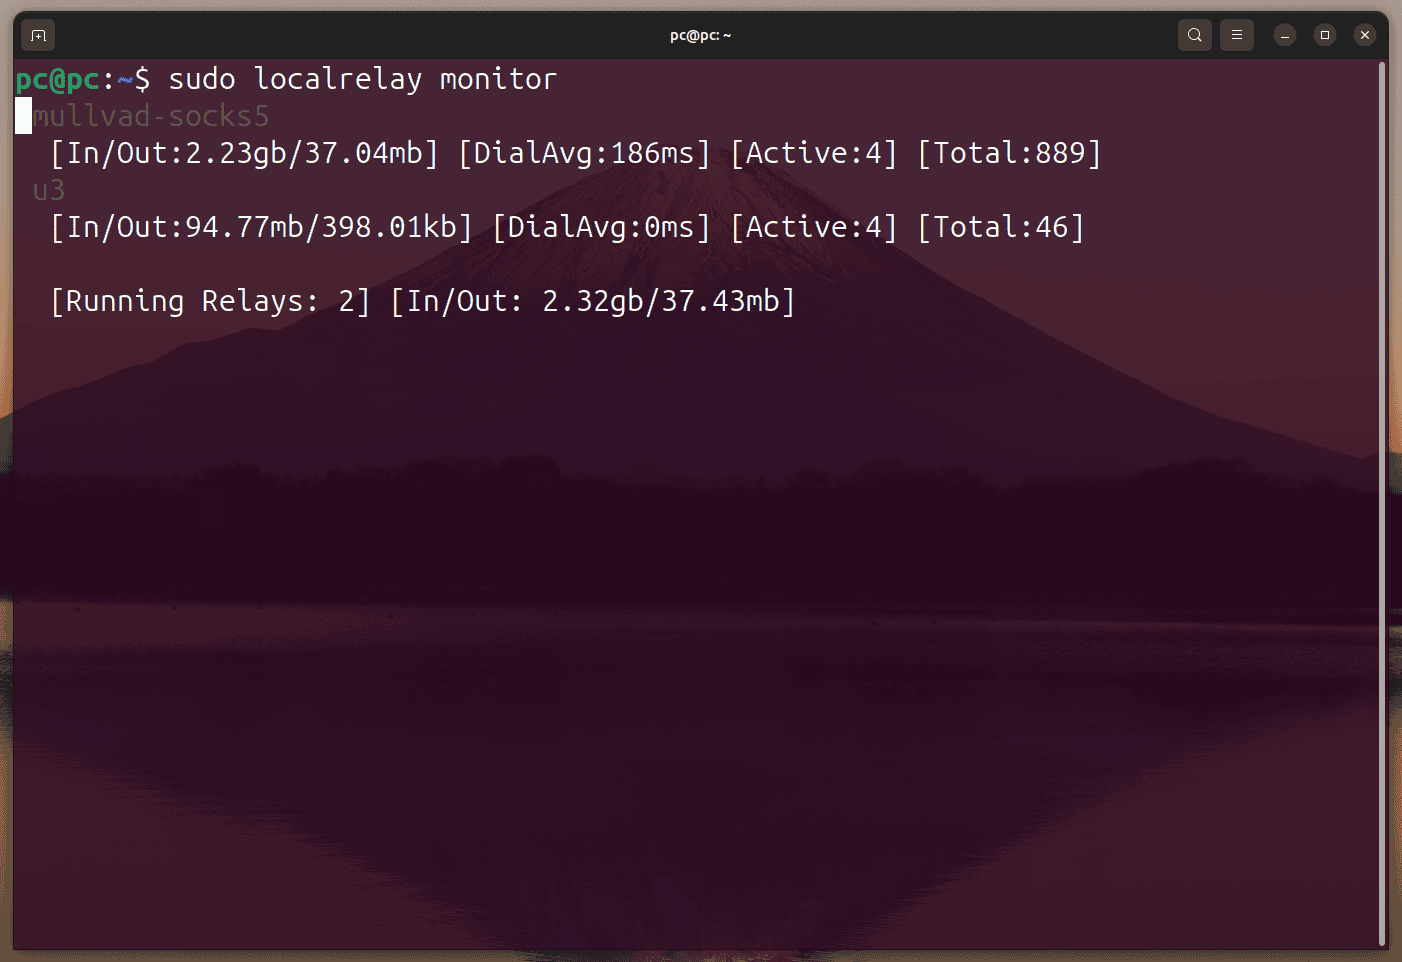 pc@pc: ~
pc@pc:~$ sudo localrelay monitor
mullvad-socks5
[In/Out:2.23gb/37.04mb] [DialAvg:186ms] [Active:4] [Total:889]
u3
[In/Out:94.77mb/398.01kb] [DialAvg:0ms] [Active:4] [Total:46]
[Running Relays: 2] [In/Out: 2.32gb/37.43mb]